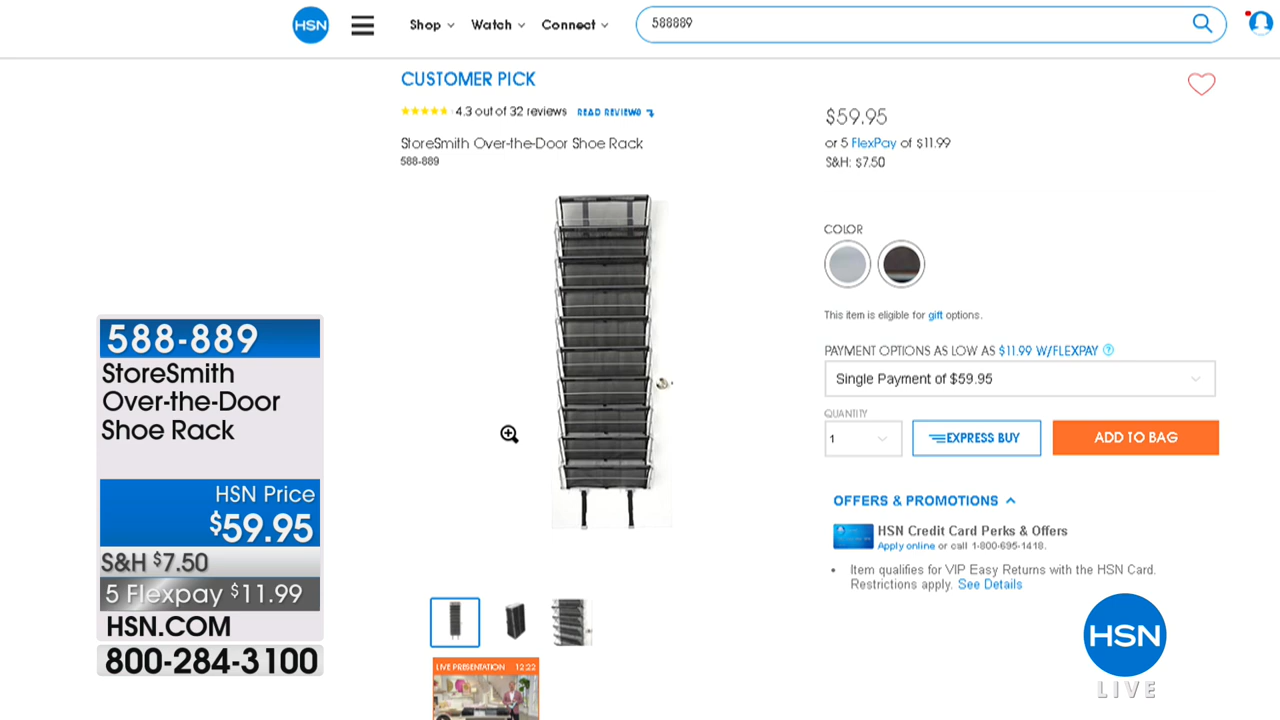 HSN
Shop
Watch
Connect
588889
CUSTOMER PICK
4.3 out of 32 reviews READ REVIEWS
StoreSmith Over-the-Door Shoe Rack
588-889
$59.95
or 5 FlexPay of $11.99
S&H: $7.50
COLOR
This item is eligible for gift options.
PAYMENT OPTIONS AS LOW AS $11.99 W/FLEXPAY ?
Single Payment of $59.95
QUANTITY
1
EXPRESS BUY
ADD TO BAG
OFFERS & PROMOTIONS
HSN Credit Card Perks & Offers
Apply online or call 1-800-695-1418.
• Item qualifies for VIP Easy Returns with the HSN Card.
Restrictions apply. See Details
588-889
StoreSmith
Over-the-Door
Shoe Rack
HSN Price
$59.95
S&H $7.50
5 Flexpay $11.99
HSN.COM
800-284-3100
LIVE PRESENTATION 12:22
HSN
LIVE